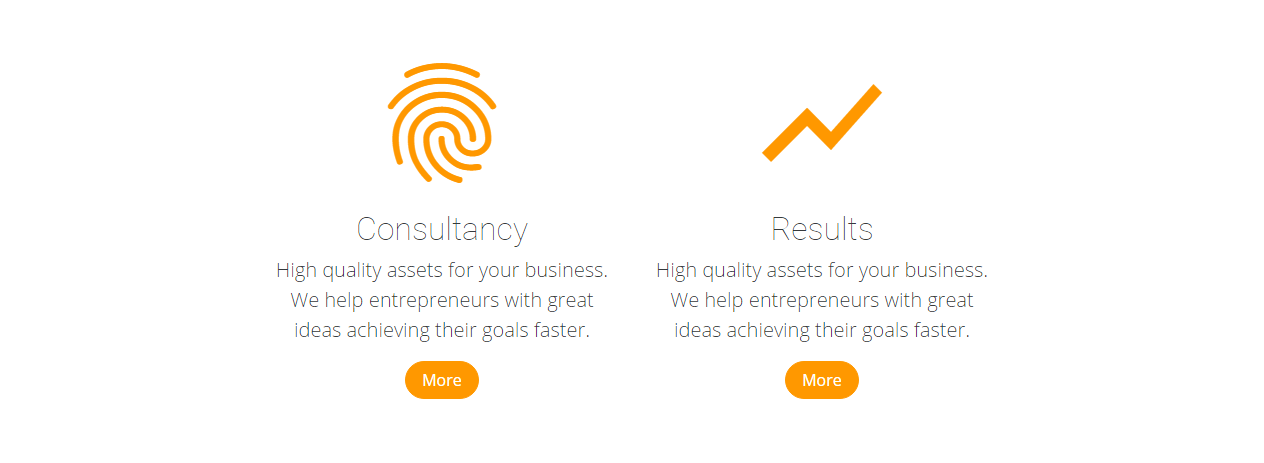 Consultancy
High quality assets for your business.
We help entrepreneurs with great
ideas achieving their goals faster.
More
Results
High quality assets for your business.
We help entrepreneurs with great
ideas achieving their goals faster.
More